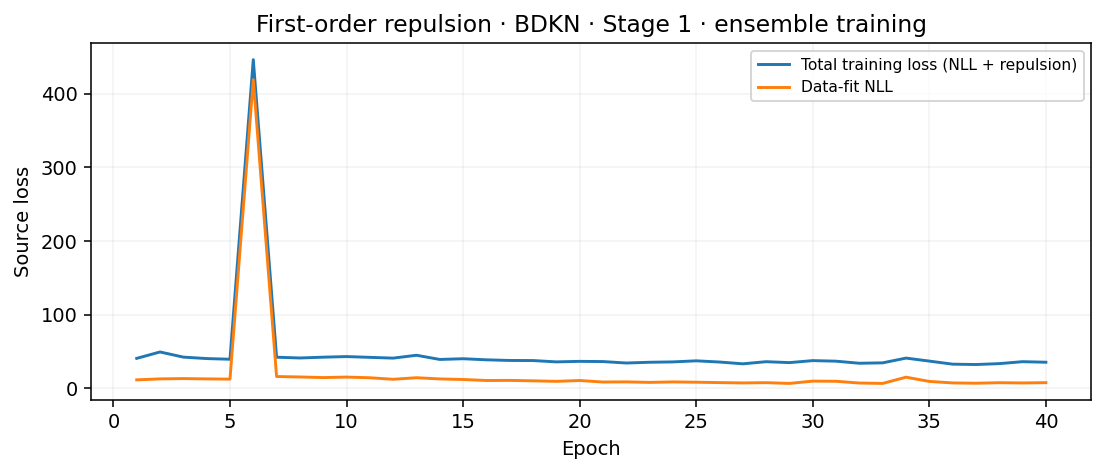 First-order repulsion · BDKN · Stage 1 · ensemble training
Total training loss (NLL + repulsion)
Data-fit NLL
Source loss
400
300
200
100
0
0 5 10 15 20 25 30 35 40
Epoch